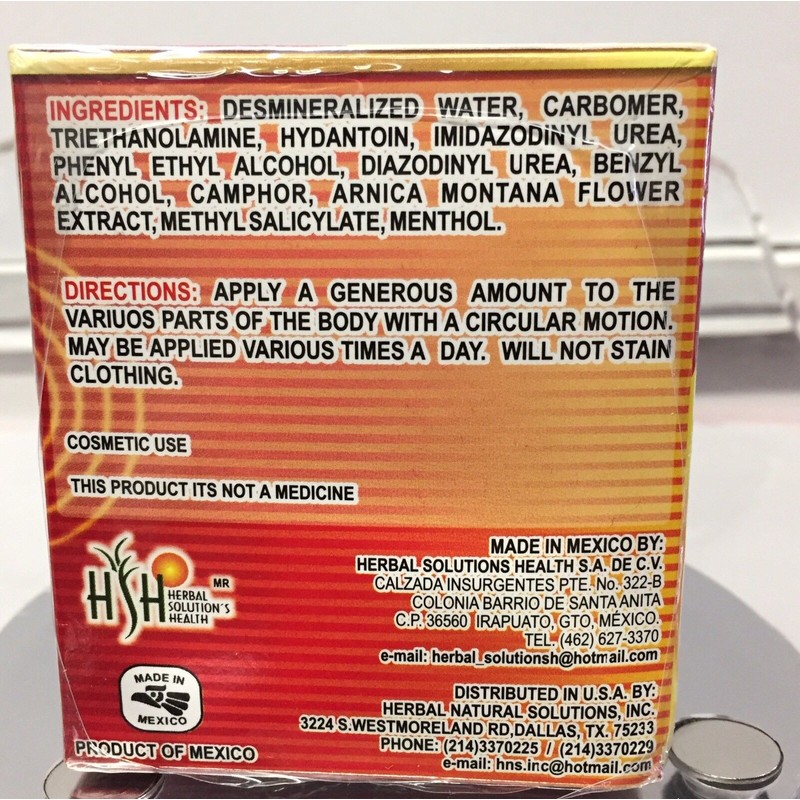 INGREDIENTS: DESMINERALIZED WATER, CARBOMER,
TRIETHANOLAMINE, HYDANTOIN, IMIDAZODINYL UREA,
PHENYL ETHYL ALCOHOL, DIAZODINYL UREA, BENZYL
ALCOHOL, CAMPHOR, ARNICA MONTANA FLOWER
EXTRACT, METHYL SALICYLATE, MENTHOL.
DIRECTIONS: APPLY A GENEROUS AMOUNT TO THE
VARIUOS PARTS OF THE BODY WITH A CIRCULAR MOTION.
MAY BE APPLIED VARIOUS TIMES A DAY. WILL NOT STAIN
CLOTHING.
COSMETIC USE
THIS PRODUCT ITS NOT A MEDICINE
HSH
MR
HERBAL
SOLUTION'S
HEALTH
MADE IN
MEXICO
PRODUCT OF MEXICO
MADE IN MEXICO BY:
HERBAL SOLUTIONS HEALTH S.A. DE C.V.
CALZADA INSURGENTES PTE. No. 322-B
COLONIA BARRIO DE SANTA ANITA
C.P. 36560 IRAPUATO, GTO, MÉXICO.
TEL. (462) 627-3370
e-mail: herbal_solutionsh@hotmail.com
DISTRIBUTED IN U.S.A. BY:
HERBAL NATURAL SOLUTIONS, INC.
3224 S.WESTMORELAND RD,DALLAS, TX. 75233
PHONE: (214)3370225 / (214)3370229
e-mail: hns.inc@hotmail.com